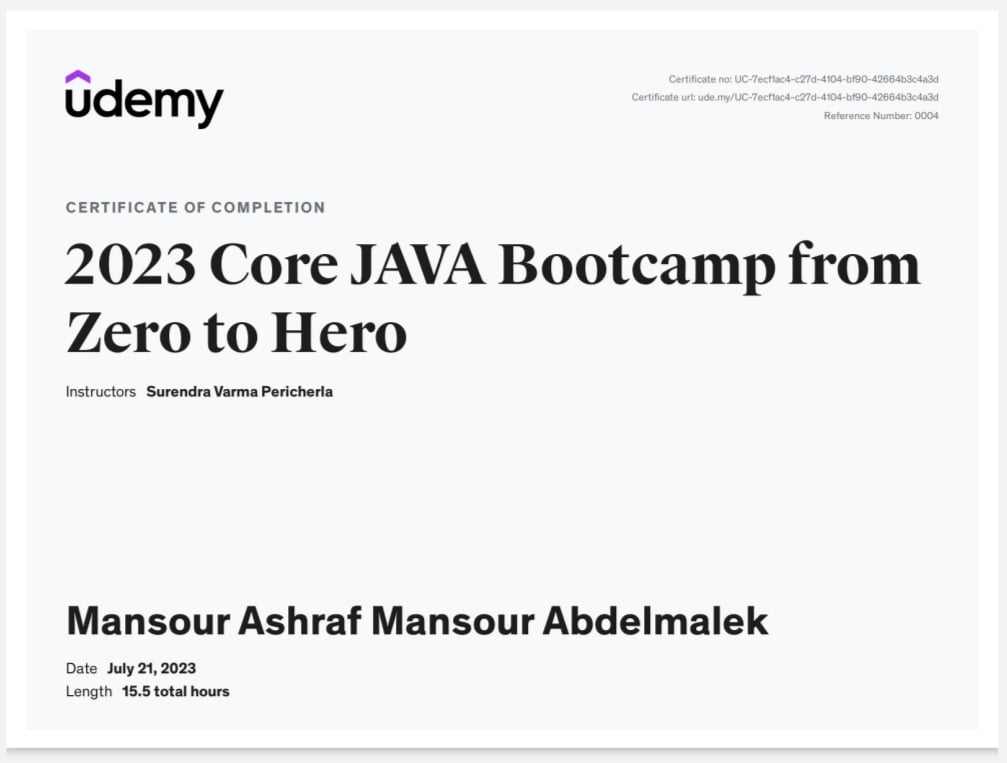 udemy
Certificate no: UC-7ecf1ac4-c27d-4104-bf90-42664b3c4a3d
Certificate url: ude.my/UC-7ecf1ac4-c27d-4104-bf90-42664b3c4a3d
Reference Number: 0004
CERTIFICATE OF COMPLETION
2023 Core JAVA Bootcamp from
Zero to Hero
Instructors Surendra Varma Pericherla
Mansour Ashraf Mansour Abdelmalek
Date July 21, 2023
Length 15.5 total hours